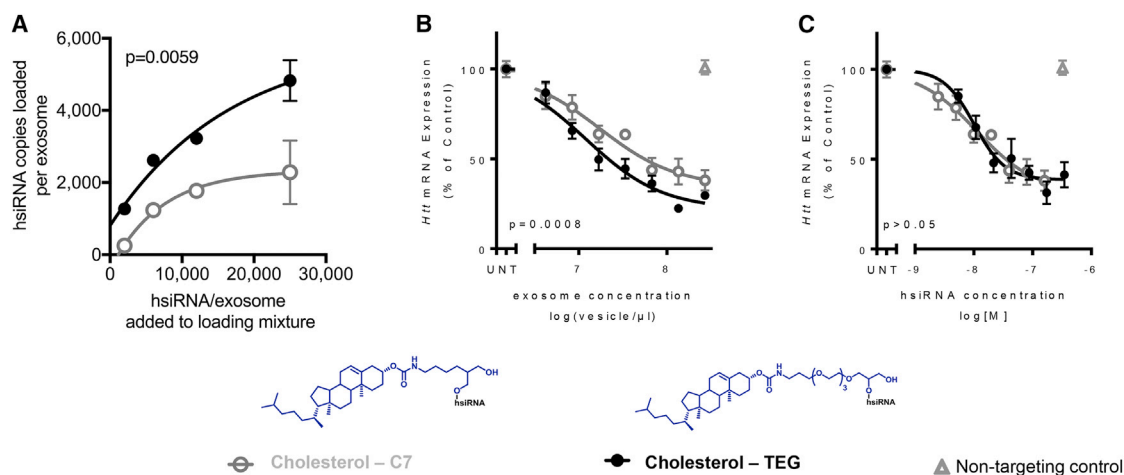 A
6,000
4,000
2,000
0
hsiRNA copies loaded
per exosome
p=0.0059
0 10,000 20,000 30,000
hsiRNA/exosome
added to loading mixture
B
100
50
0
Htt mRNA Expression
(% of Control)
p=0.0008
UNT 7 8
exosome concentration
log(vesicle/µl)
C
100
50
0
Htt mRNA Expression
(% of Control)
p>0.05
UNT -9 -8 -7 -6
hsiRNA concentration
log[M]
O O H N OH O hsiRNA
O O H N O 3 O OH O hsiRNA
Cholesterol – C7
Cholesterol – TEG
Non-targeting control